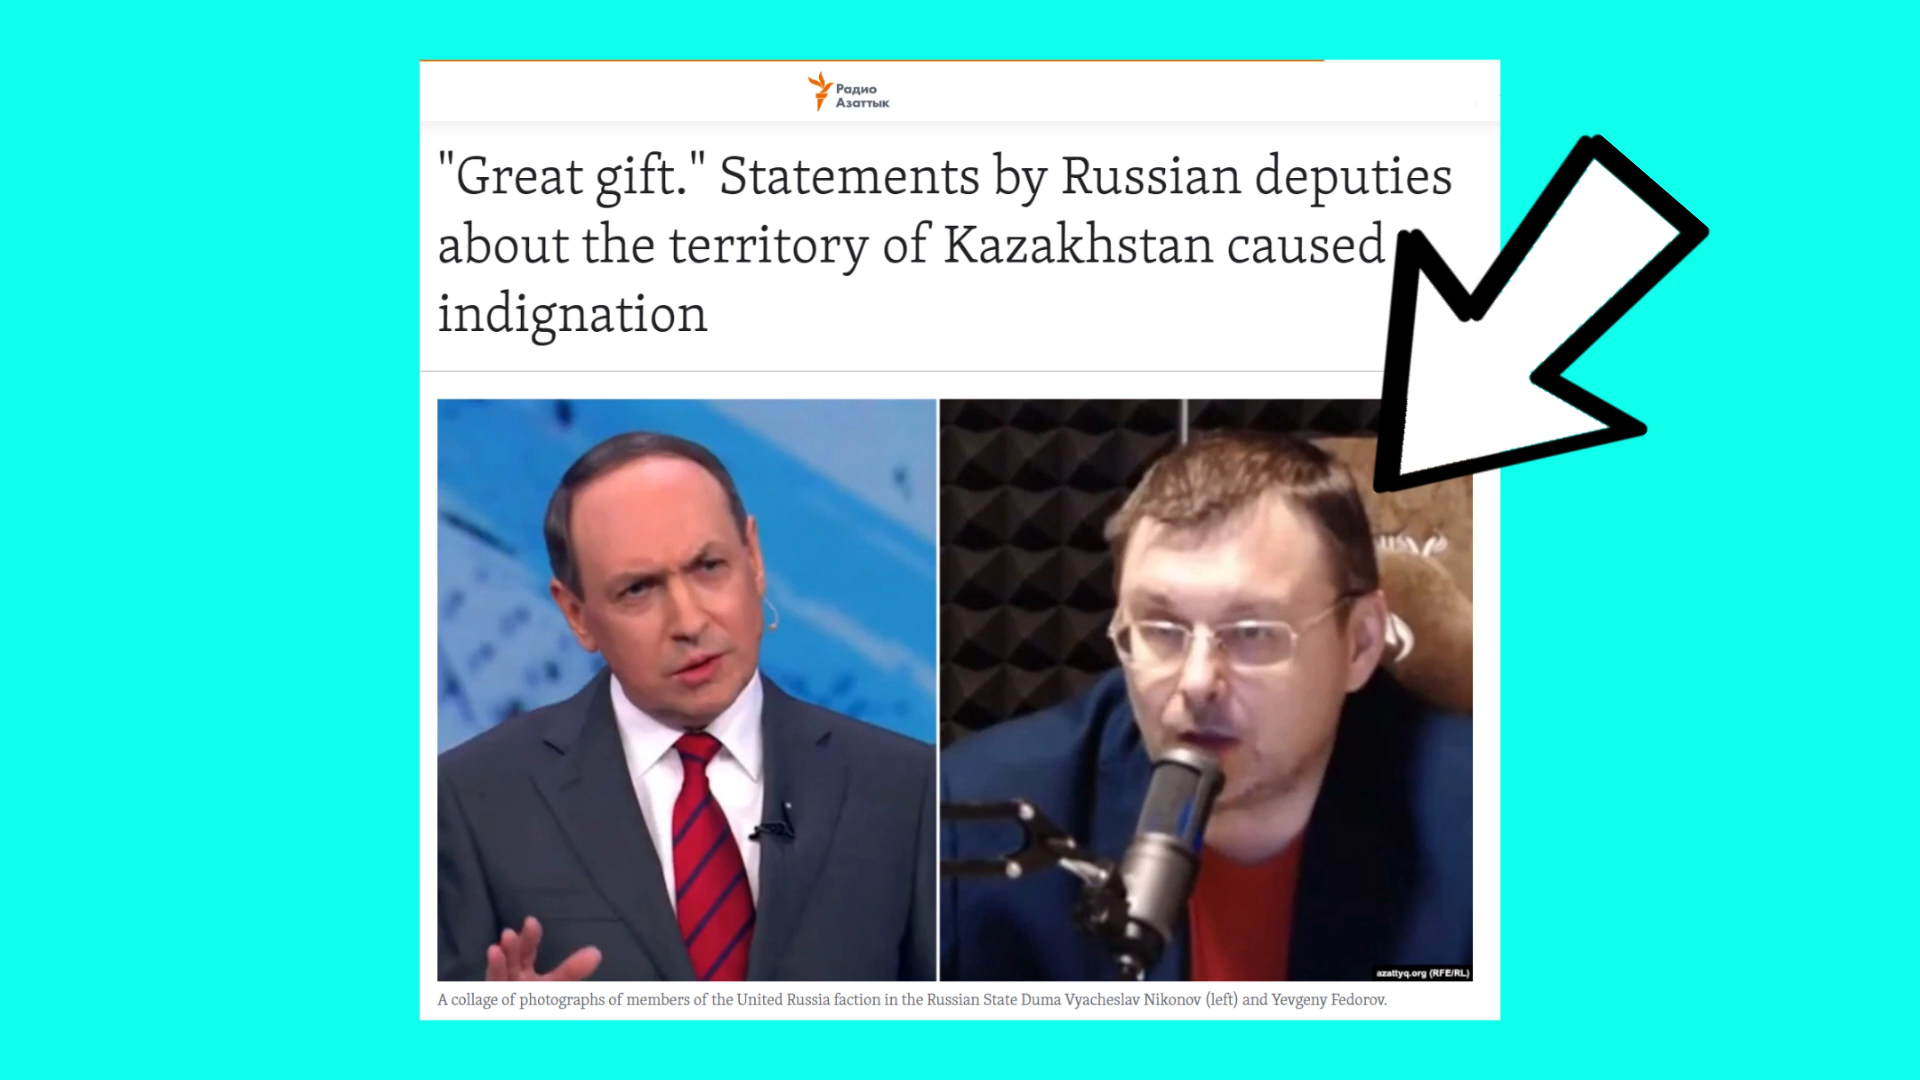 Радио
Азаттык
"Great gift." Statements by Russian deputies
about the territory of Kazakhstan caused
indignation
azattyq.org (RFE/RL)
A collage of photographs of members of the United Russia faction in the Russian State Duma Vyacheslav Nikonov (left) and Yevgeny Fedorov.